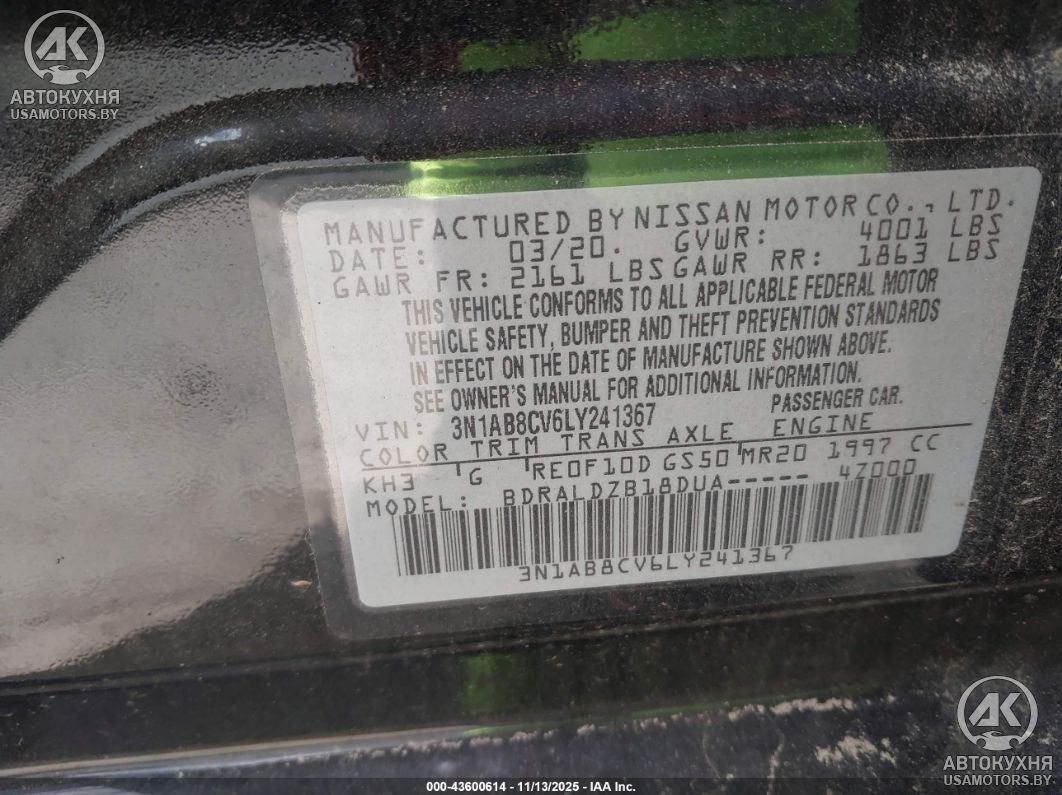 AK
АВТОКУХНЯ
USAMOTORS.BY
MANUFACTURED BY NISSAN MOTOR CO., LTD.
DATE: 03/20. GVWR: 4001 LBS
GAWR FR: 2161 LBS GAWR RR: 1863 LBS
THIS VEHICLE CONFORMS TO ALL APPLICABLE FEDERAL MOTOR
VEHICLE SAFETY, BUMPER AND THEFT PREVENTION STANDARDS
IN EFFECT ON THE DATE OF MANUFACTURE SHOWN ABOVE.
SEE OWNER'S MANUAL FOR ADDITIONAL INFORMATION.
VIN: 3N1AB8CV6LY241367 PASSENGER CAR.
COLOR TRIM TRANS AXLE ENGINE
KH3 G RE0F10D GS50 MR20 1997 CC
MODEL: BDRALDZB18DUA----- 4Z000
3N1AB8CV6LY241367
AK
АВТОКУХНЯ
USAMOTORS.BY
000-43600614 - 11/13/2025 - IAA Inc.